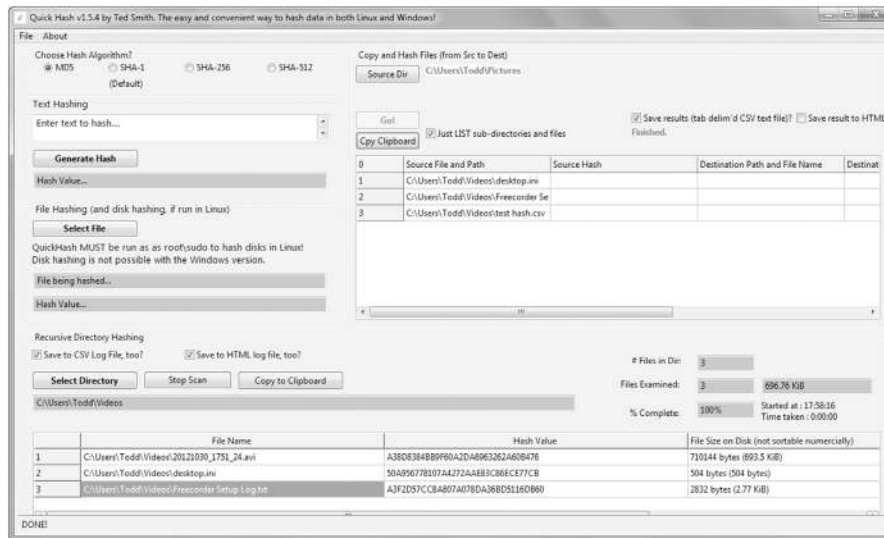 Quick Hash v1.5.4 by Ted Smith. The easy and convenient way to hash data in both Linux and Windows!
File About
Choose Hash Algorithm?
MD5 SHA-1 SHA-256 SHA-512
(Default)
Text Hashing
Enter text to hash....
Generate Hash
Hash Value...
File Hashing (and disk hashing, if run in Linux)
Select File
QuickHash MUST be run as as root\sudo to hash disks in Linux!
Disk hashing is not possible with the Windows version.
File being hashed...
Hash Value...
Copy and Hash Files (from Src to Dest)
Source Dir C:\Users\Todd\Pictures
Go!
Save results (tab delim'd CSV text file)? Save result to HTML
Cpy Clipboard Just LIST sub-directories and files Finished.
0 Source File and Path Source Hash Destination Path and File Name Destinat
1 C:\Users\Todd\Videos\desktop.ini
2 C:\Users\Todd\Videos\Freecorder Se
3 C:\Users\Todd\Videos\test hash.csv
Recursive Directory Hashing
Save to CSV Log File, too? Save to HTML log file, too?
Select Directory Stop Scan Copy to Clipboard
C:\Users\Todd\Videos
# Files in Dir: 3
Files Examined: 3 696.76 KiB
% Complete: 100% Started at : 17:58:16
Time taken : 0:00:00
File Name Hash Value File Size on Disk (not sortable numercially)
1 C:\Users\Todd\Videos\20121030_1751_24.avi A38D8384BB9F60A2DA6963262A60B476 710144 bytes (693.5 KiB)
2 C:\Users\Todd\Videos\desktop.ini 50A956778107A4272AAE83C86ECE77CB 504 bytes (504 bytes)
3 C:\Users\Todd\Videos\Freecorder Setup Log.txt A3F2D57CC8A807A078DA36BD5116DB60 2832 bytes (2.77 KiB)
DONE!